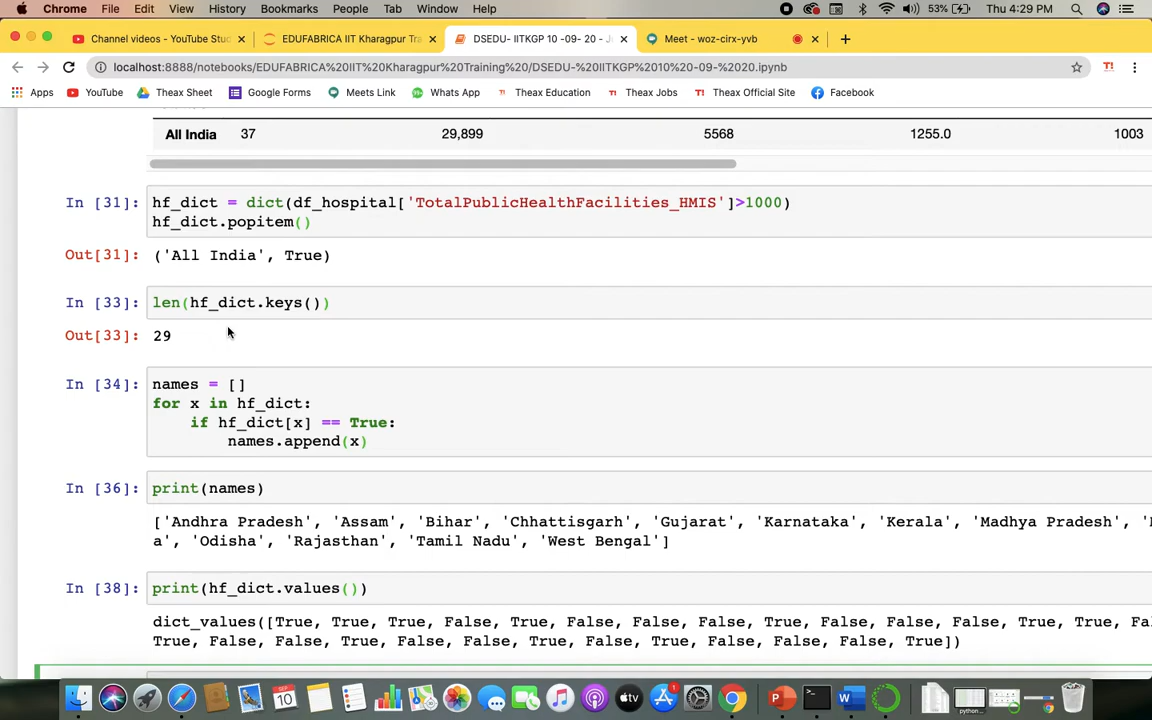 Chrome File Edit View History Bookmarks People Tab Window Help 53% Thu 4:29 PM
Channel videos - YouTube Stu × EDUFABRICA IIT Kharagpur Tra × DSEDU- IITKGP 10 -09- 20 - J × Meet - woz-cirx-yvb × +
localhost:8888/notebooks/EDUFABRICA%20IIT%20Kharagpur%20Training%20/DSEDU-%20IITKGP%2010%20-09-%2020.ipynb T!
Apps YouTube Theax Sheet Google Forms Meets Link Whats App T! Theax Education T! Theax Jobs T! Theax Official Site Facebook
All India 37 29,899 5568 1255.0 1003
In [31]: hf_dict = dict(df_hospital['TotalPublicHealthFacilities_HMIS']>1000)
hf_dict.popitem()
Out[31]: ('All India', True)
In [33]: len(hf_dict.keys())
Out[33]: 29
In [34]: names = []
for x in hf_dict:
if hf_dict[x] == True:
names.append(x)
In [36]: print(names)
['Andhra Pradesh', 'Assam', 'Bihar', 'Chhattisgarh', 'Gujarat', 'Karnataka', 'Kerala', 'Madhya Pradesh', '
a', 'Odisha', 'Rajasthan', 'Tamil Nadu', 'West Bengal']
In [38]: print(hf_dict.values())
dict_values([True, True, True, False, True, False, False, False, True, False, False, False, True, True,
True, False, False, True, False, False, True, False, True, False, False, False, True])
SEP
10
1
python